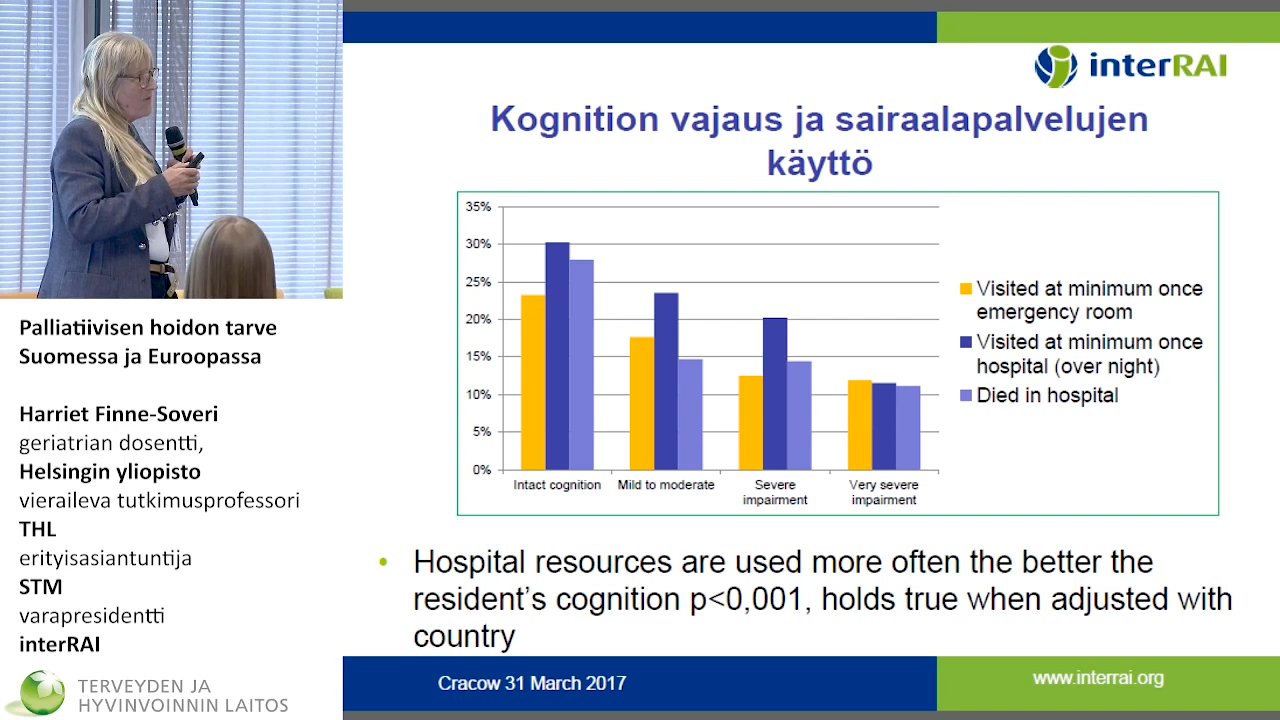 interRAI
Kognition vajaus ja sairaalapalvelujen
käyttö
35%
30%
25%
20%
15%
10%
5%
0%
Intact cognition
Mild to moderate
Severe
impairment
Very severe
impairment
Visited at minimum once
emergency room
Visited at minimum once
hospital (over night)
Died in hospital
Hospital resources are used more often the better the
resident's cognition p<0,001, holds true when adjusted with
country
Cracow 31 March 2017
www.interrai.org
Palliatiivisen hoidon tarve
Suomessa ja Euroopassa
Harriet Finne-Soveri
geriatrian dosentti,
Helsingin yliopisto
vieraileva tutkimusprofessori
THL
erityisasiantuntija
STM
varapresidentti
interRAI
TERVEYDEN JA
HYVINVOINNIN LAITOS